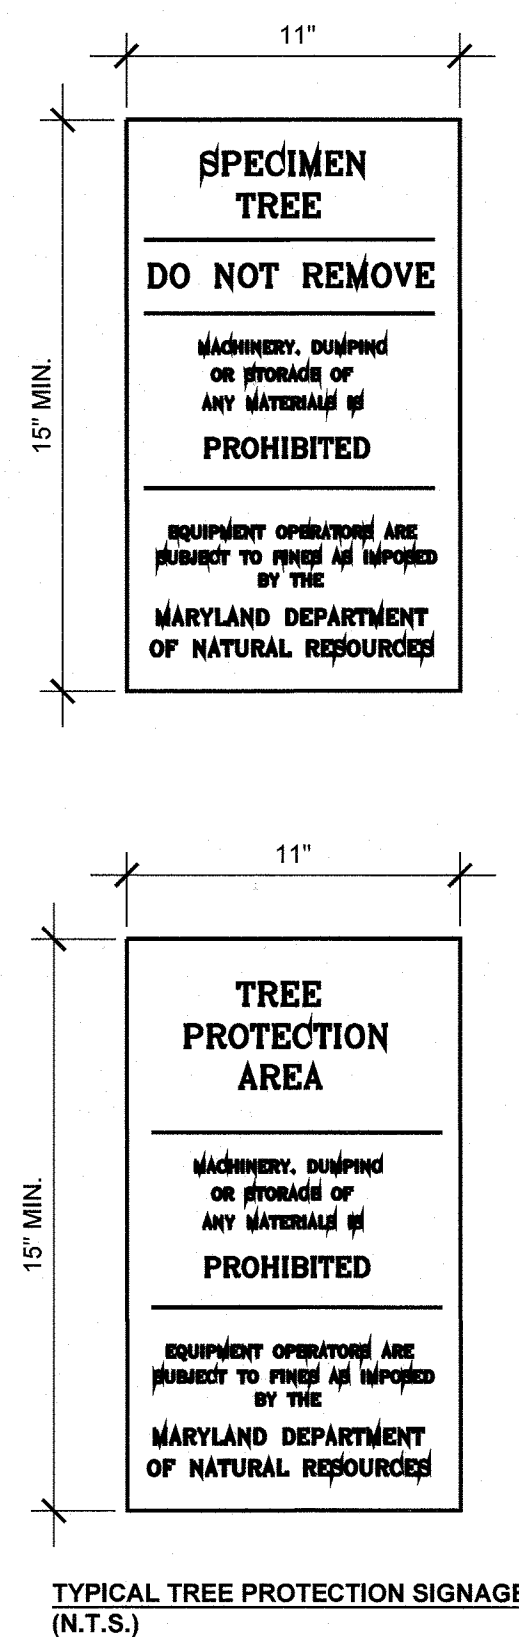 11"
15" MIN.
SPECIMEN
TREE
DO NOT REMOVE
MACHINERY, DUMPING
OR STORAGE OF
ANY MATERIALS IS
PROHIBITED
EQUIPMENT OPERATORS ARE
SUBJECT TO FINES AS IMPOSED
BY THE
MARYLAND DEPARTMENT
OF NATURAL RESOURCES
11"
15" MIN.
TREE
PROTECTION
AREA
MACHINERY, DUMPING
OR STORAGE OF
ANY MATERIALS IS
PROHIBITED
EQUIPMENT OPERATORS ARE
SUBJECT TO FINES AS IMPOSED
BY THE
MARYLAND DEPARTMENT
OF NATURAL RESOURCES
TYPICAL TREE PROTECTION SIGNAGE
(N.T.S.)